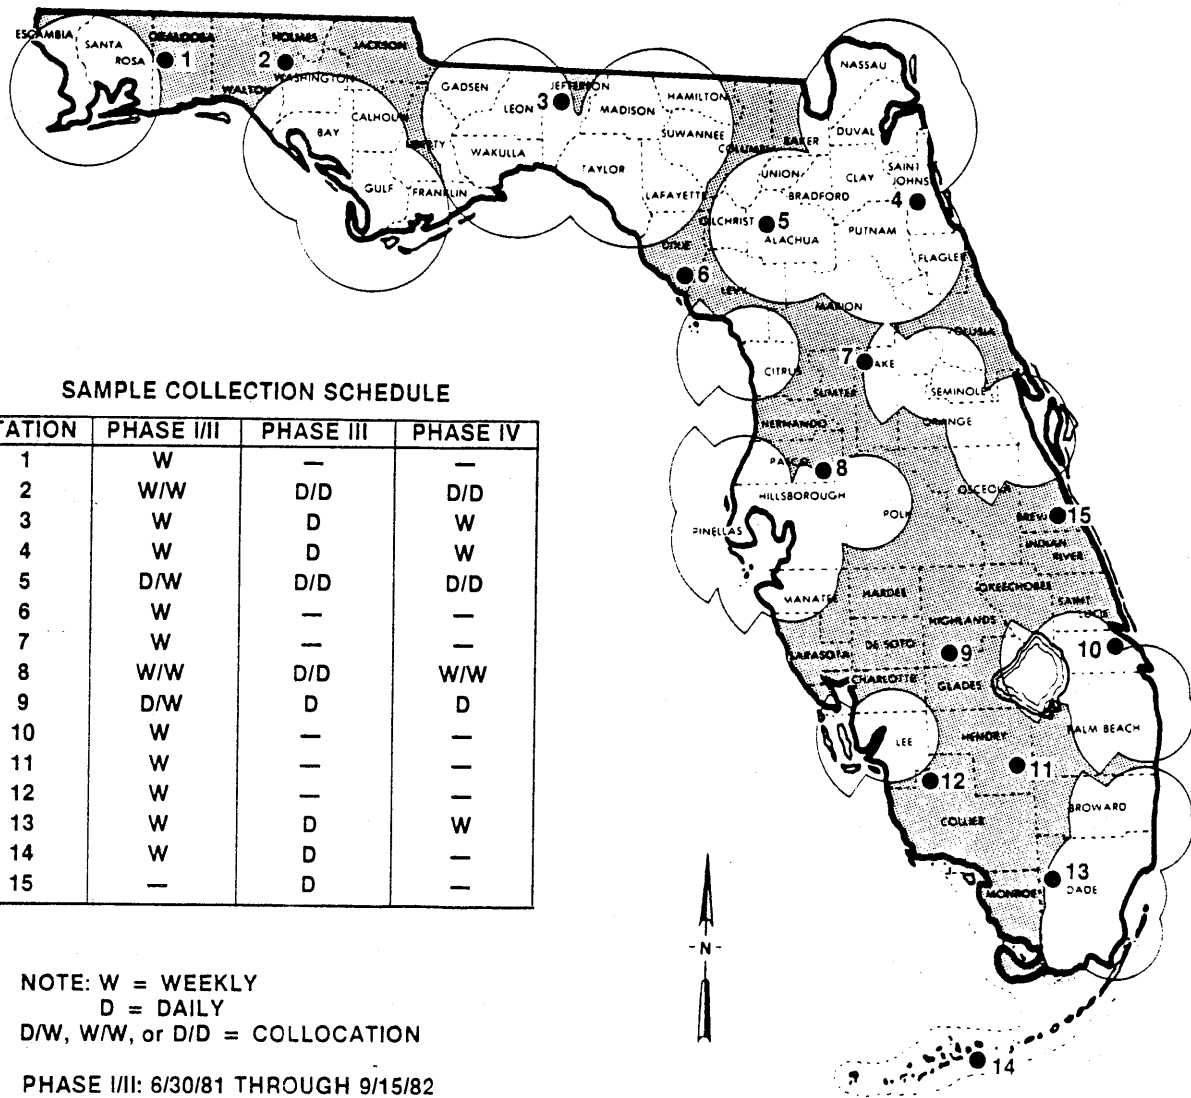 ESCAMBIA
SANTA
ROSA
OKALOOSA
1
HOLMES
2
WASHINGTON
WALTON
JACKSON
BAY
CALHOUN
LIBERTY
GULF
FRANKLIN
GADSEN
LEON
3
JEFFERSON
WAKULLA
MADISON
HAMILTON
SUWANNEE
TAYLOR
LAFAYETTE
COLUMBIA
BAKER
NASSAU
DUVAL
UNION
BRADFORD
CLAY
SAINT
JOHNS
4
GILCHRIST
5
ALACHUA
PUTNAM
FLAGLER
DIXIE
6
LEVY
MARION
VOLUSIA
7
LAKE
CITRUS
SUMTER
SEMINOLE
HERNANDO
ORANGE
PASCO
8
HILLSBOROUGH
POLK
OSCEOLA
PINELLAS
15
INDIAN
RIVER
MANATEE
HARDEE
OKEECHOBEE
HIGHLANDS
SAINT
LUCIE
SARASOTA
DE SOTO
9
10
CHARLOTTE
GLADES
LEE
HENDRY
PALM BEACH
12
11
COLLIER
BROWARD
13
DADE
MONROE
14
-N-
SAMPLE COLLECTION SCHEDULE
TATION PHASE I/II PHASE III PHASE IV
1 W — —
2 W/W D/D D/D
3 W D W
4 W D W
5 D/W D/D D/D
6 W — —
7 W — —
8 W/W D/D W/W
9 D/W D D
10 W — —
11 W — —
12 W — —
13 W D W
14 W D —
15 — D —
NOTE: W = WEEKLY
D = DAILY
D/W, W/W, or D/D = COLLOCATION
PHASE I/II: 6/30/81 THROUGH 9/15/82